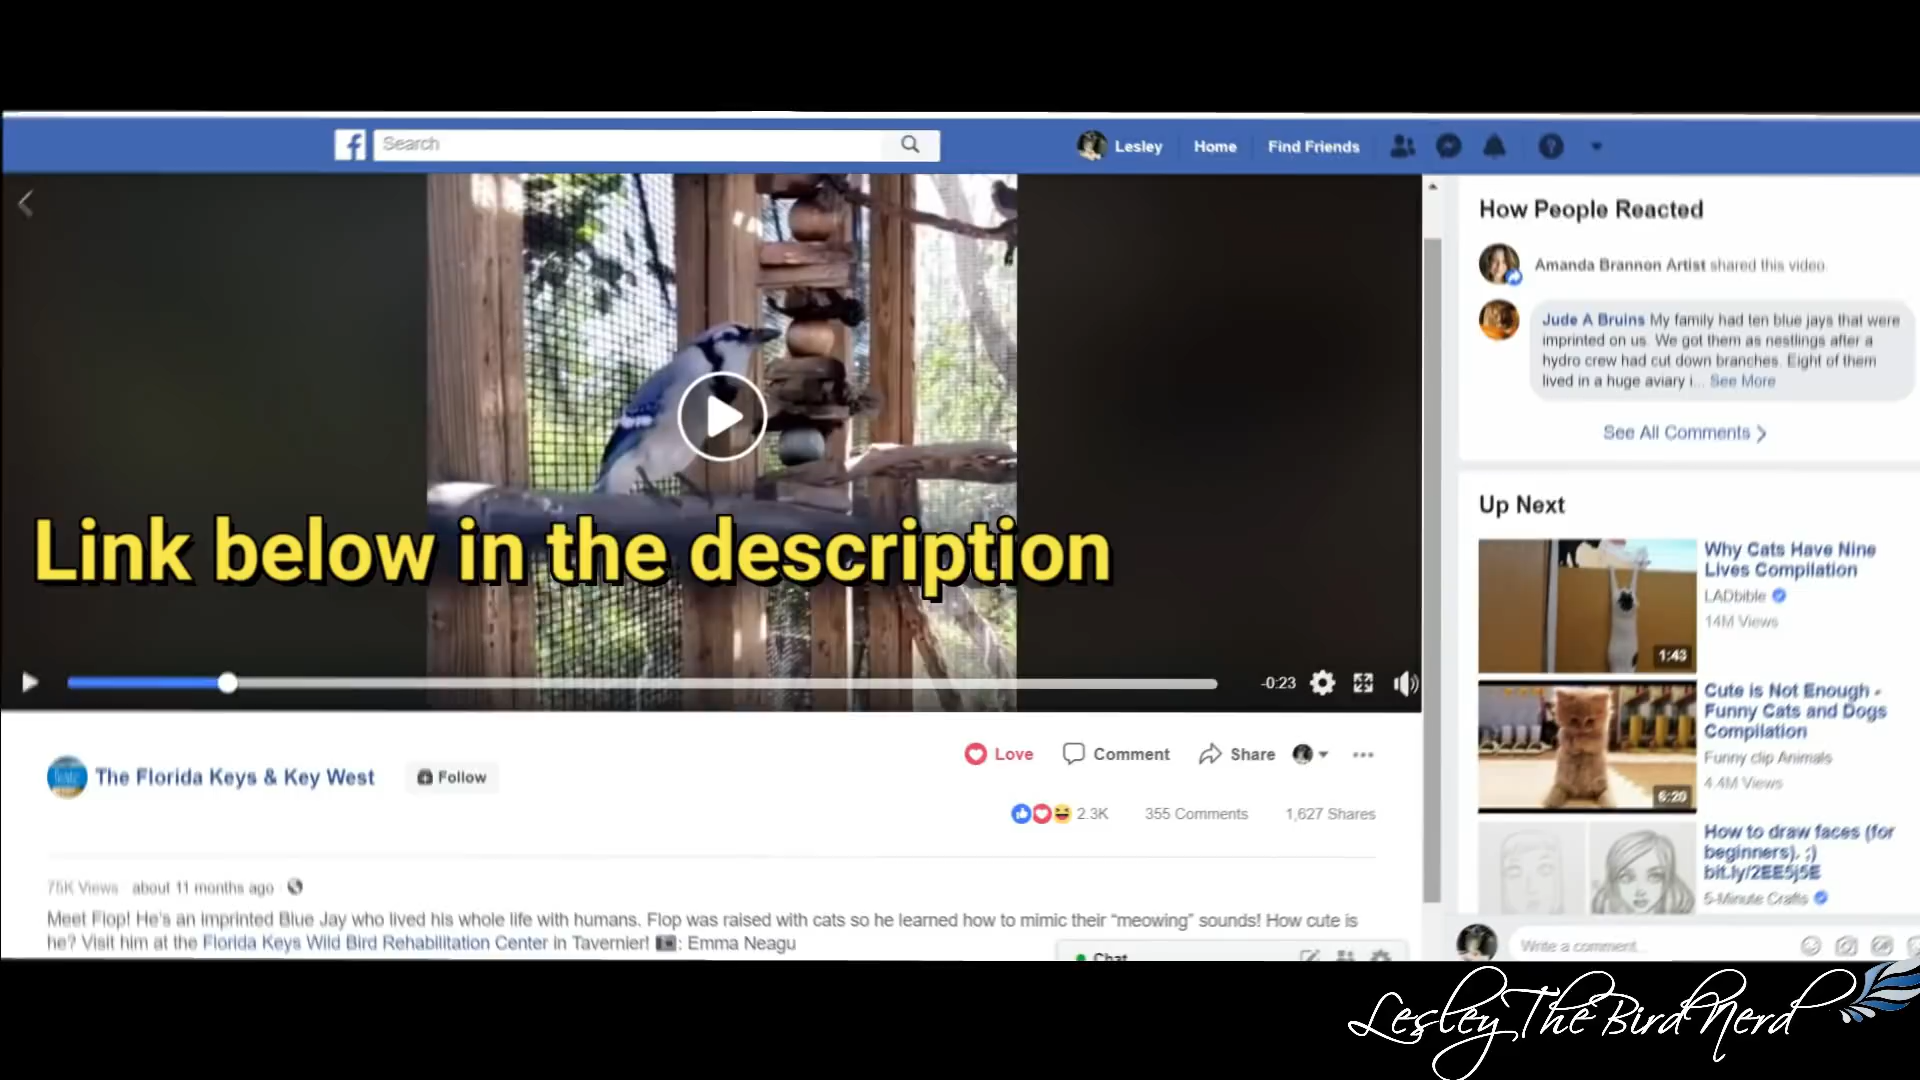 Search
Lesley
Home
Find Friends
Link below in the description
-0:23
The Florida Keys & Key West
Follow
Love
Comment
Share
2.3K
355 Comments
1,627 Shares
75K Views · about 11 months ago
Meet Flop! He's an imprinted Blue Jay who lived his whole life with humans. Flop was raised with cats so he learned how to mimic their “meowing” sounds! How cute is
he? Visit him at the Florida Keys Wild Bird Rehabilitation Center in Tavernier! 📷: Emma Neagu
Chat
How People Reacted
Amanda Brannon Artist shared this video.
Jude A Bruins My family had ten blue jays that were
imprinted on us. We got them as nestlings after a
hydro crew had cut down branches. Eight of them
lived in a huge aviary i... See More
See All Comments
Up Next
Why Cats Have Nine
Lives Compilation
LADbible
14M Views
1:43
Cute is Not Enough -
Funny Cats and Dogs
Compilation
Funny clip Animals
4.4M Views
6:20
How to draw faces (for
beginners). ;)
bit.ly/2EE5j5E
5-Minute Crafts
Write a comment...
LesleyTheBirdNerd